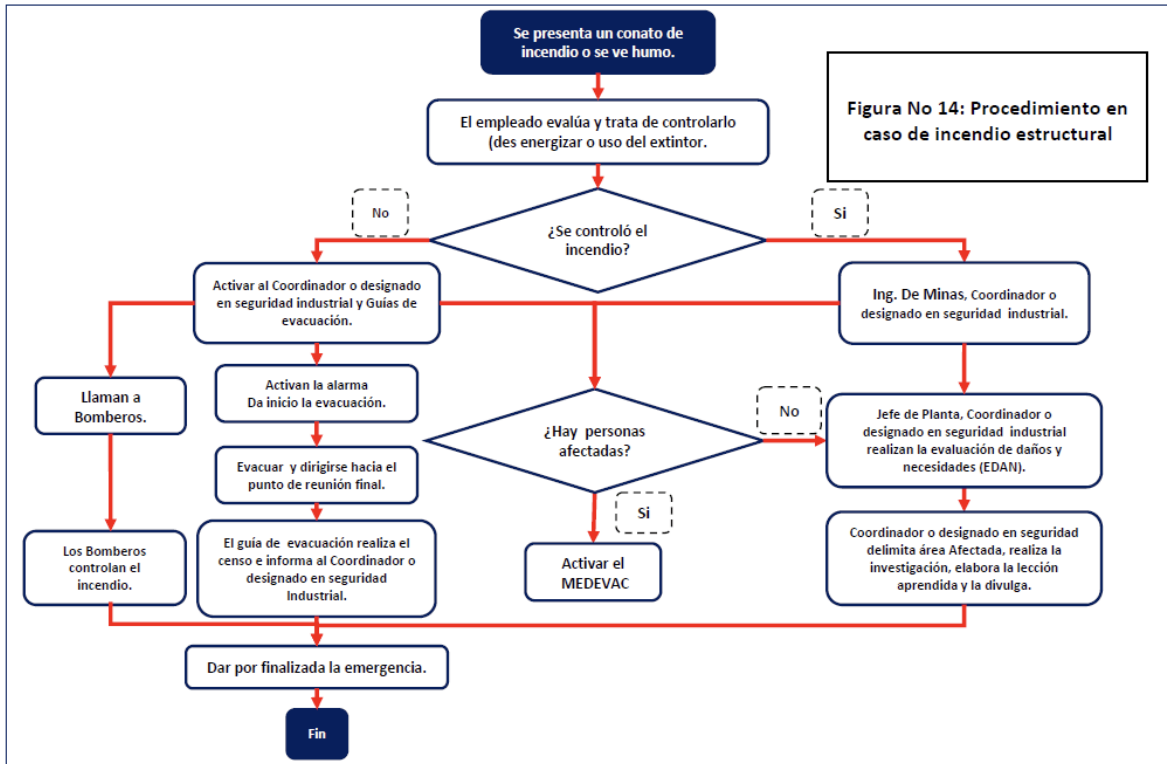 Se presenta un conato de
incendio o se ve humo.
Figura No 14: Procedimiento en
caso de incendio estructural
El empleado evalúa y trata de controlarlo
(des energizar o uso del extintor.
No
Si
¿Se controló el
incendio?
Activar al Coordinador o designado
en seguridad industrial y Guías de
evacuación.
Ing. De Minas, Coordinador o
designado en seguridad industrial.
Llaman a
Bomberos.
Activan la alarma
Da inicio la evacuación.
¿Hay personas
afectadas?
No
Jefe de Planta, Coordinador o
designado en seguridad industrial
realizan la evaluación de daños y
necesidades (EDAN).
Evacuar y dirigirse hacia el
punto de reunión final.
Si
Los Bomberos
controlan el
incendio.
El guía de evacuación realiza el
censo e informa al Coordinador o
designado en seguridad
Industrial.
Activar el
MEDEVAC
Coordinador o designado en seguridad
delimita área Afectada, realiza la
investigación, elabora la lección
aprendida y la divulga.
Dar por finalizada la emergencia.
Fin